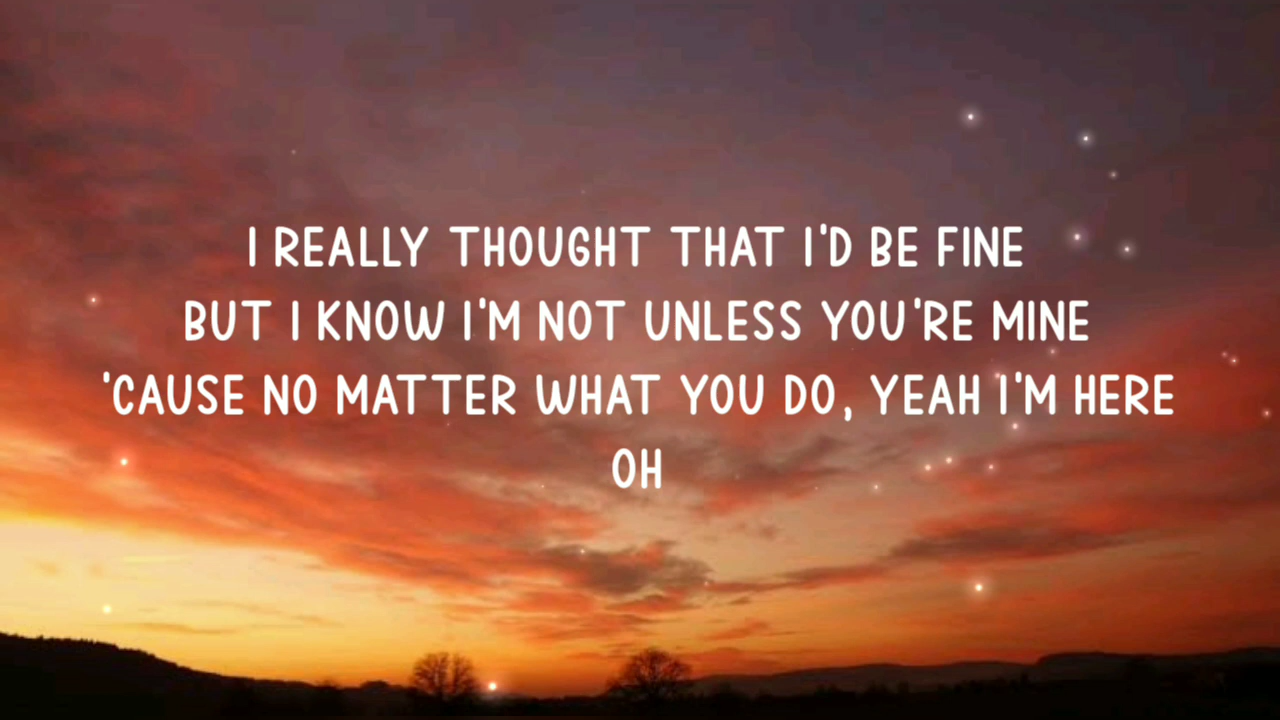 I REALLY THOUGHT THAT I'D BE FINE
BUT I KNOW I'M NOT UNLESS YOU'RE MINE
'CAUSE NO MATTER WHAT YOU DO, YEAH I'M HERE
OH